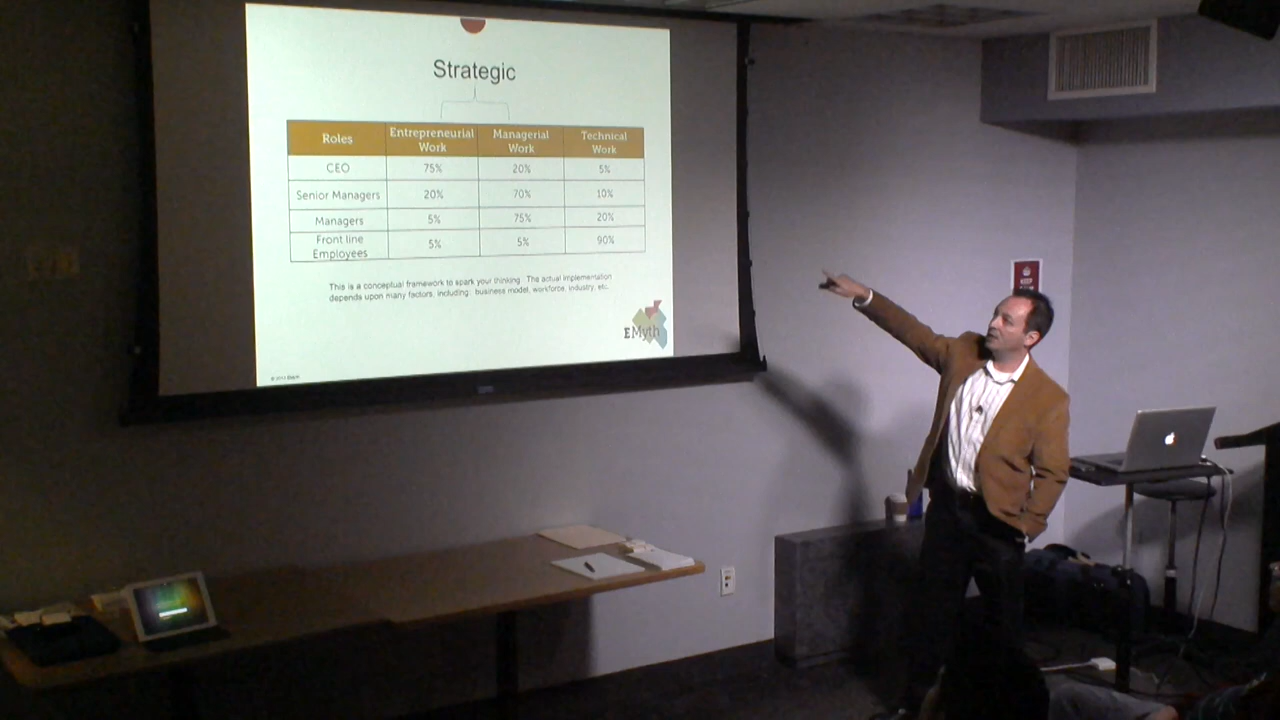 Strategic
Roles Entrepreneurial Work Managerial Work Technical Work
CEO 75% 20% 5%
Senior Managers 20% 70% 10%
Managers 5% 75% 20%
Front line Employees 5% 5% 90%
This is a conceptual framework to spark your thinking. The actual implementation
depends upon many factors, including: business model, workforce, industry, etc.
EMyth